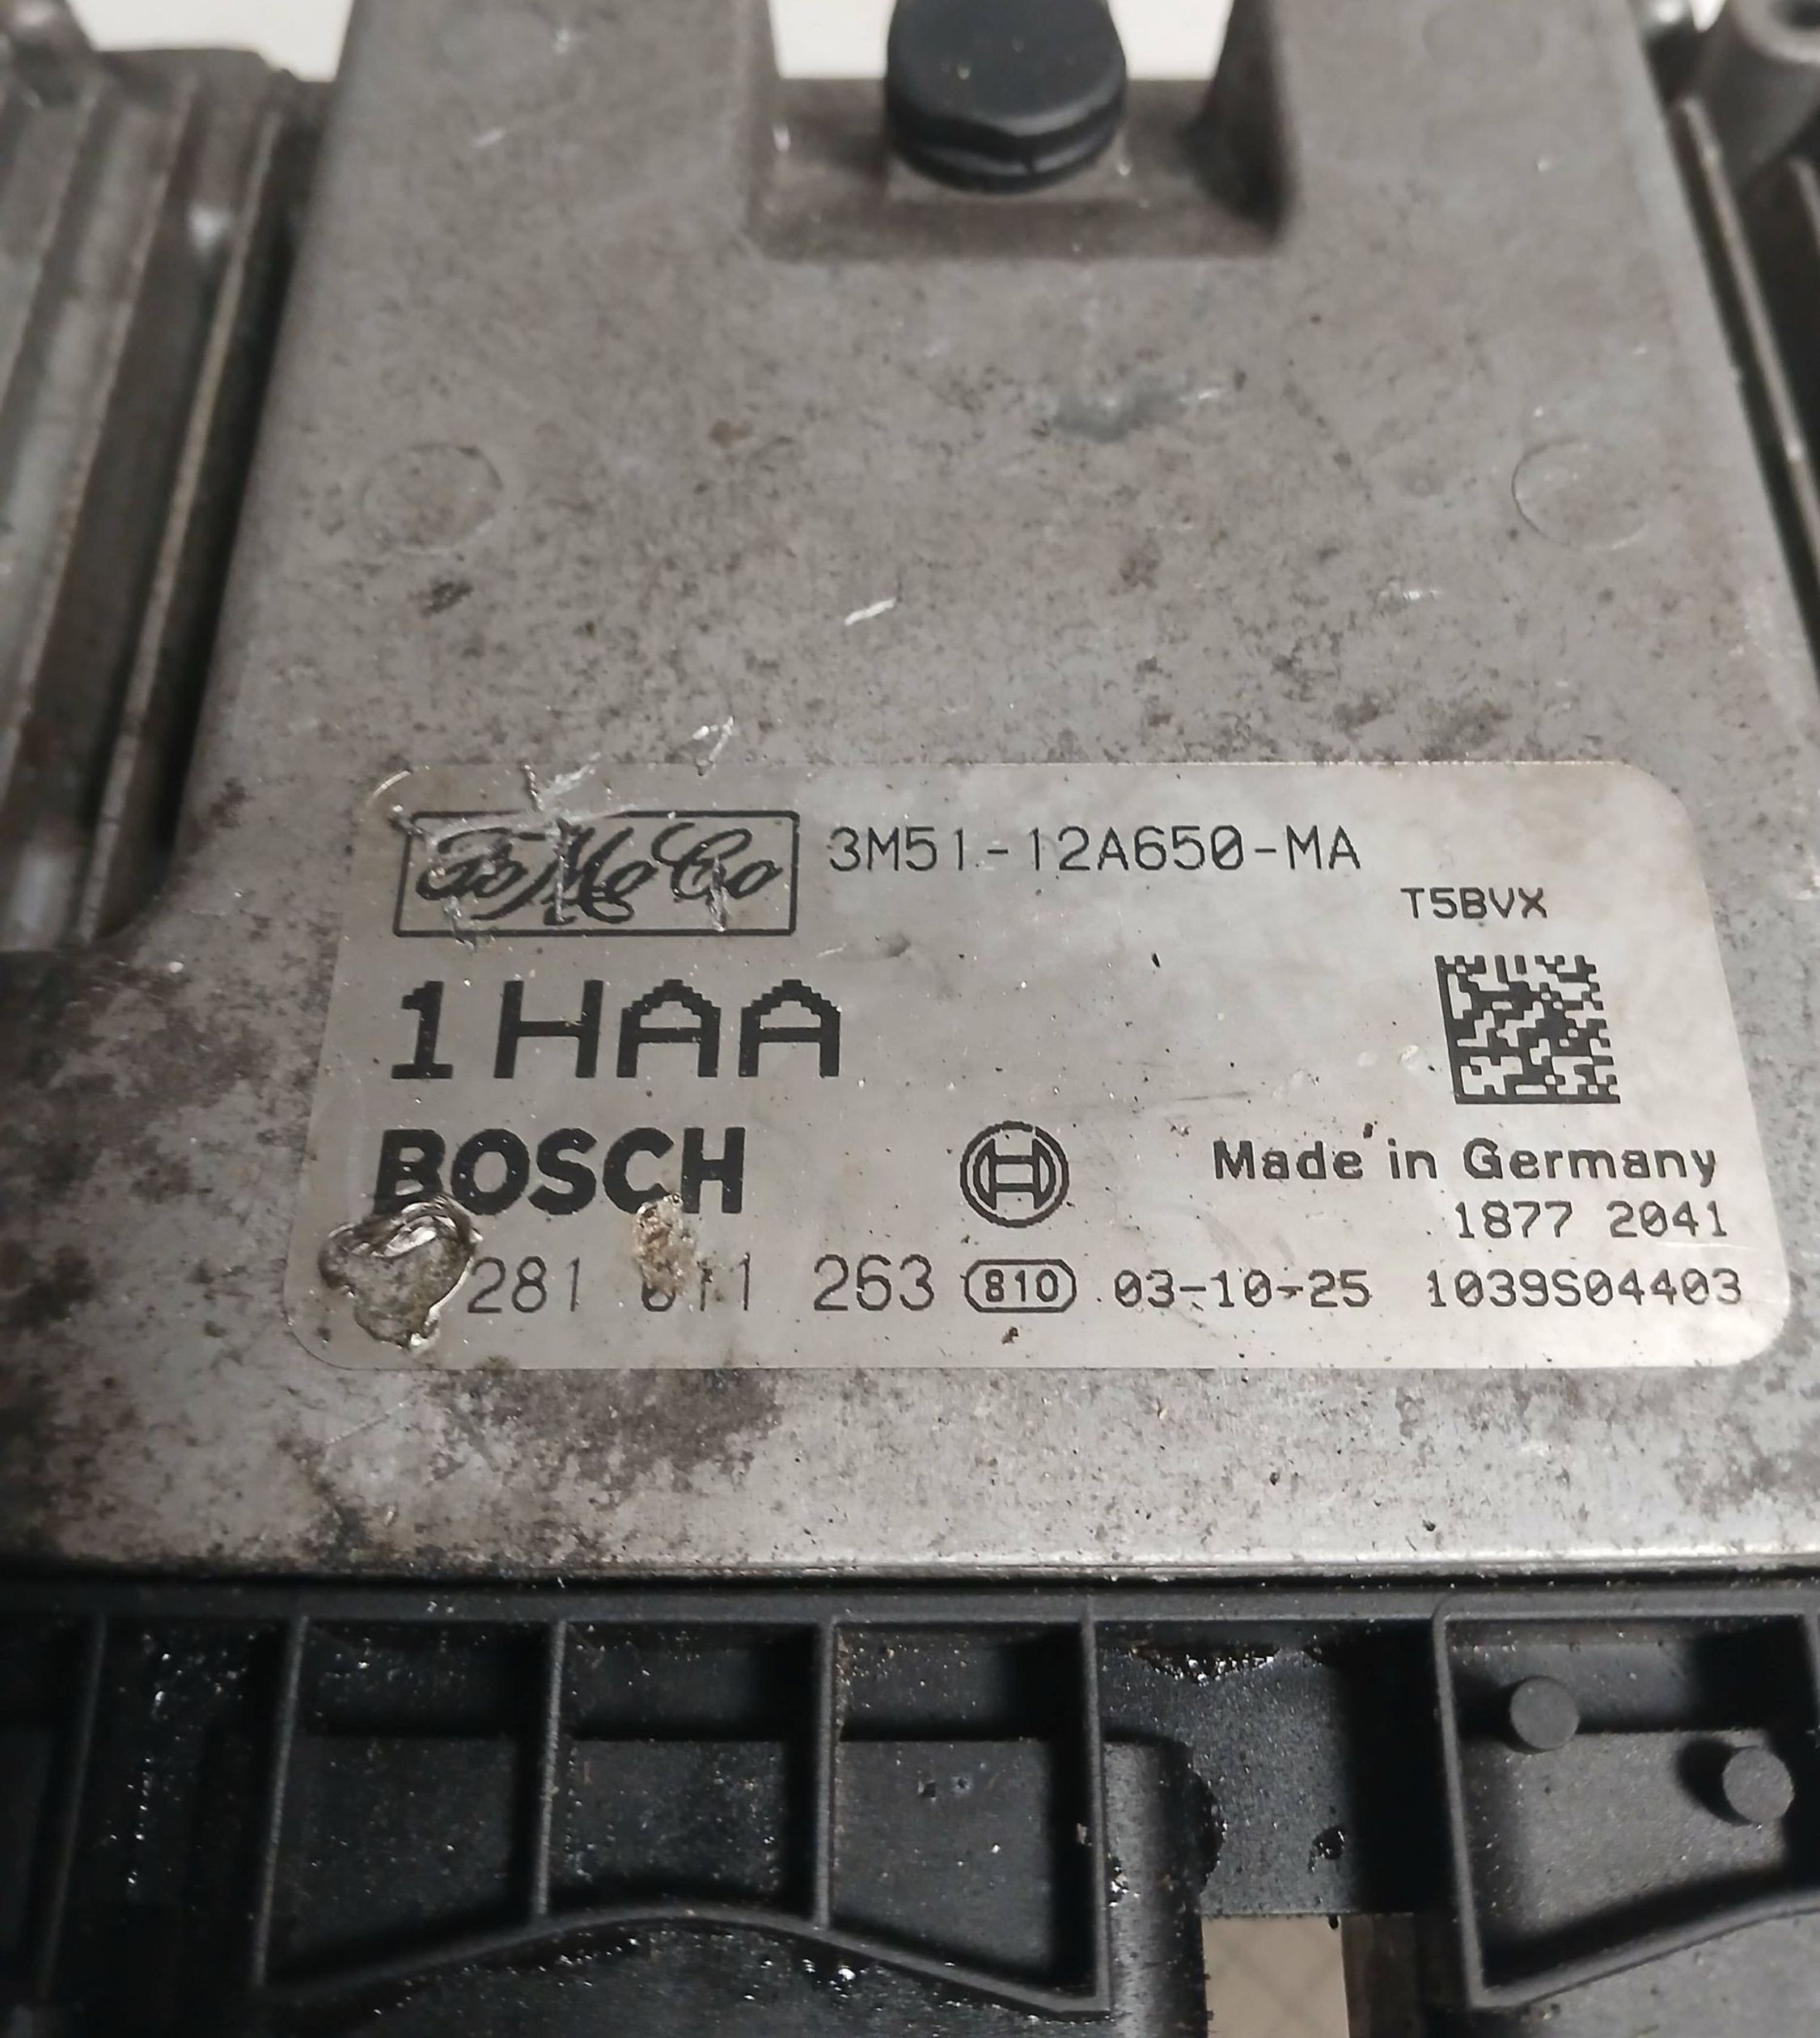 FoMoCo 3M51-12A650-MA
T5BVX
1HAA
BOSCH
Made in Germany
1877 2041
281 011 263 810 03-10-25 1039S04403